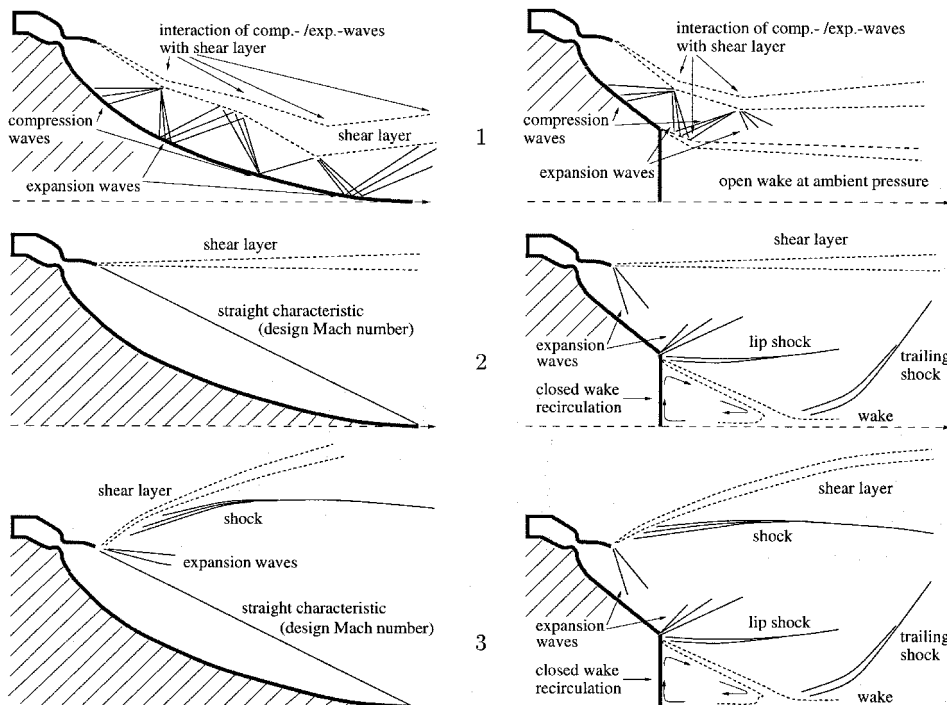 interaction of comp.- /exp.-waves
with shear layer
compression
waves
shear layer
expansion waves
1
interaction of comp.-/exp.-waves
with shear layer
compression
waves
expansion waves
open wake at ambient pressure
shear layer
straight characteristic
(design Mach number)
2
shear layer
expansion
waves
lip shock
trailing
shock
closed wake
recirculation
wake
shear layer
shock
expansion waves
straight characteristic
(design Mach number)
3
shear layer
shock
expansion
waves
lip shock
trailing
shock
closed wake
recirculation
wake